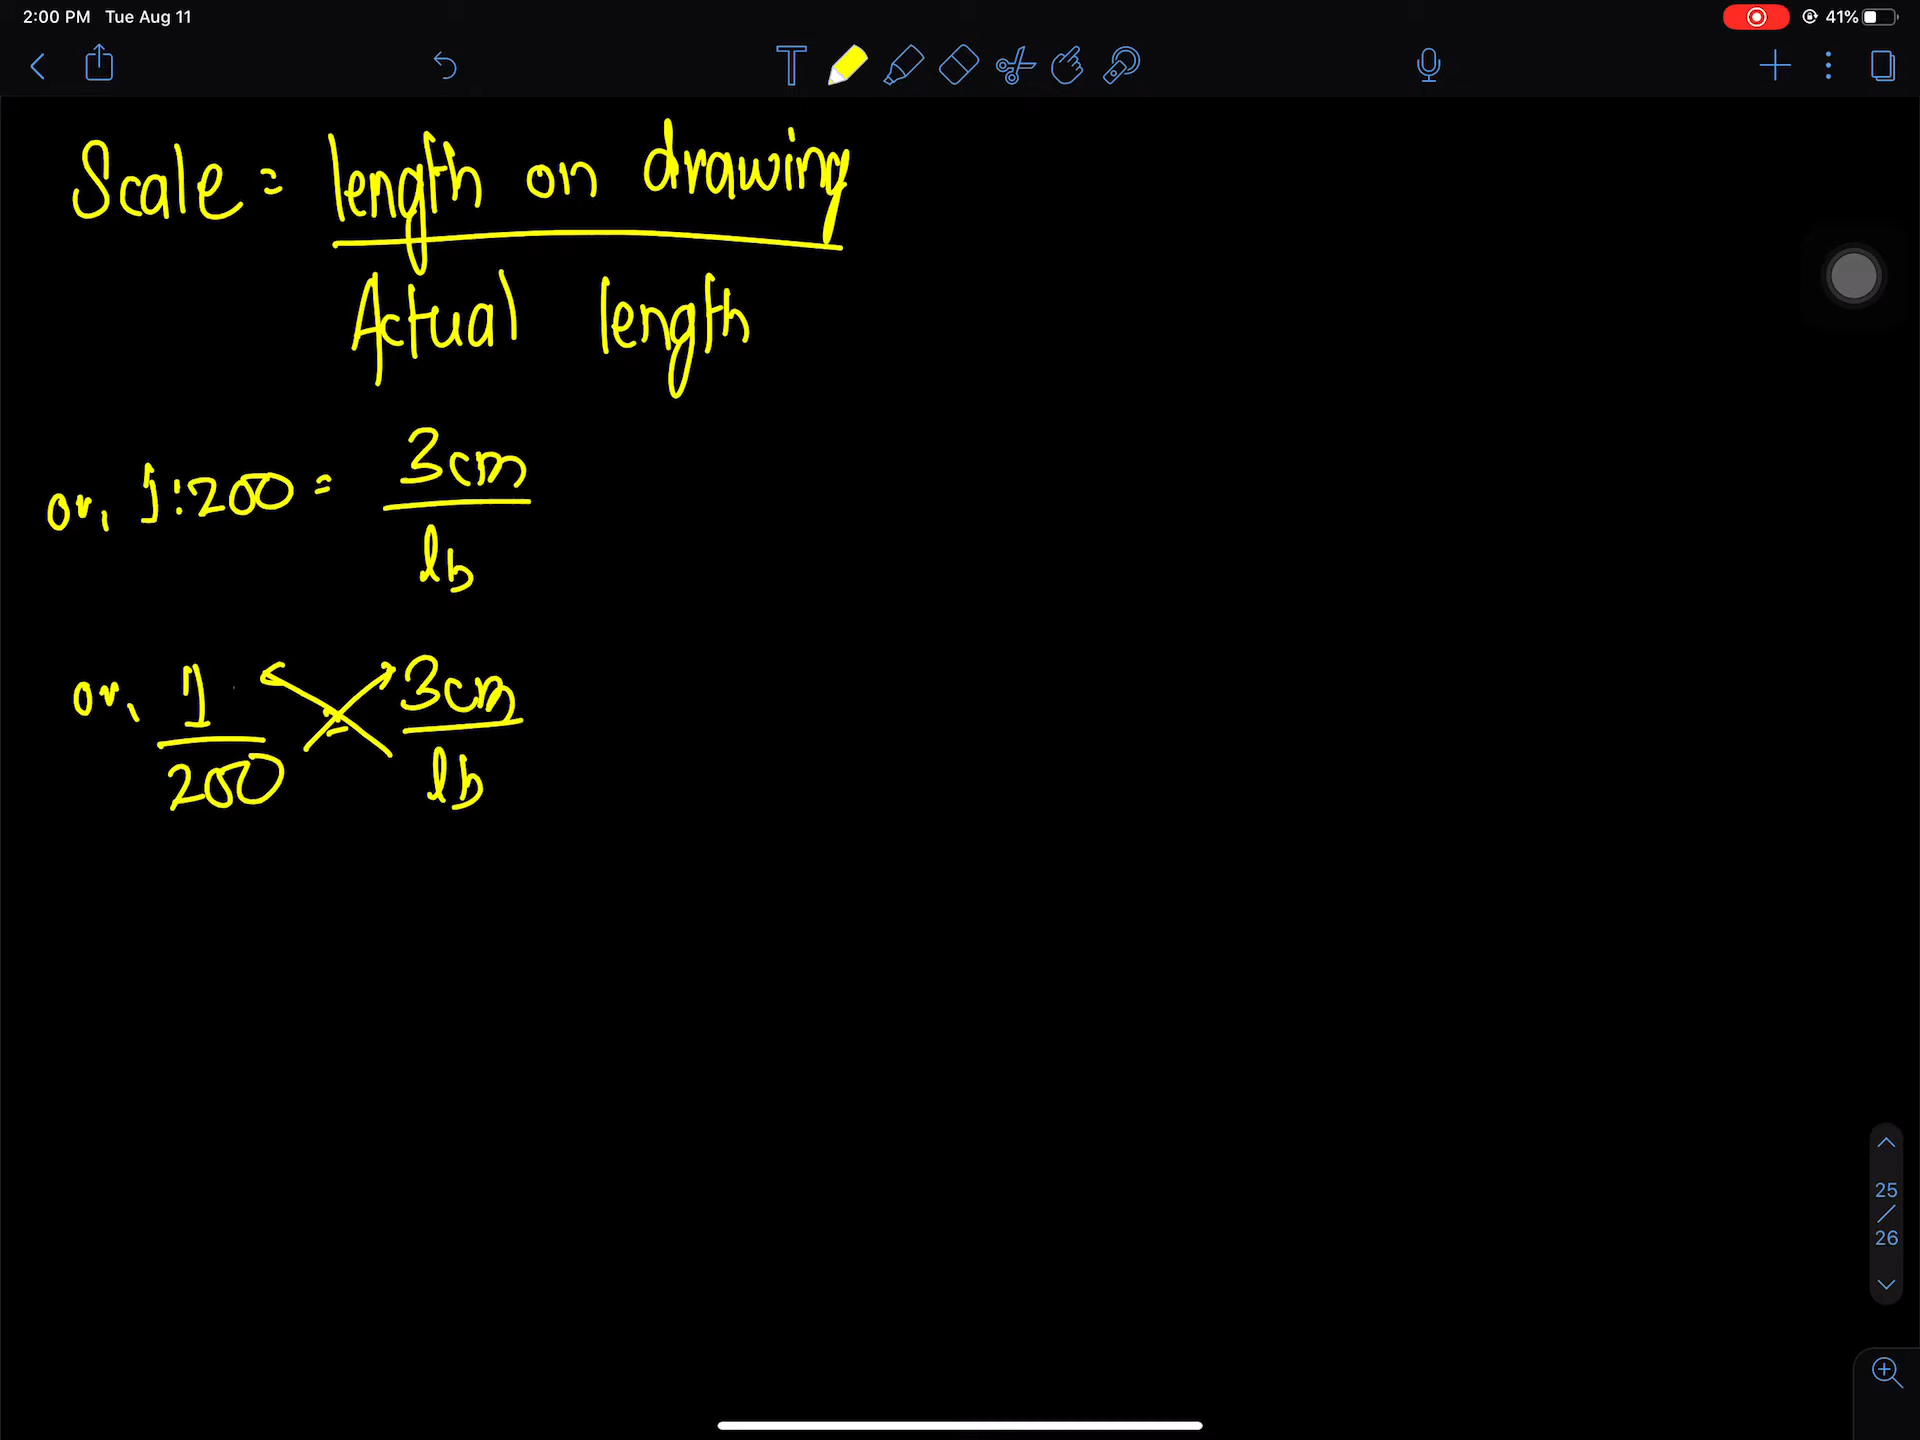 2:00 PM Tue Aug 11
41%
T
Scale = length on drawing
Actual length
or, 1:200 = 3cm
lb
or, 1 = 3cm
200 lb
25
/
26